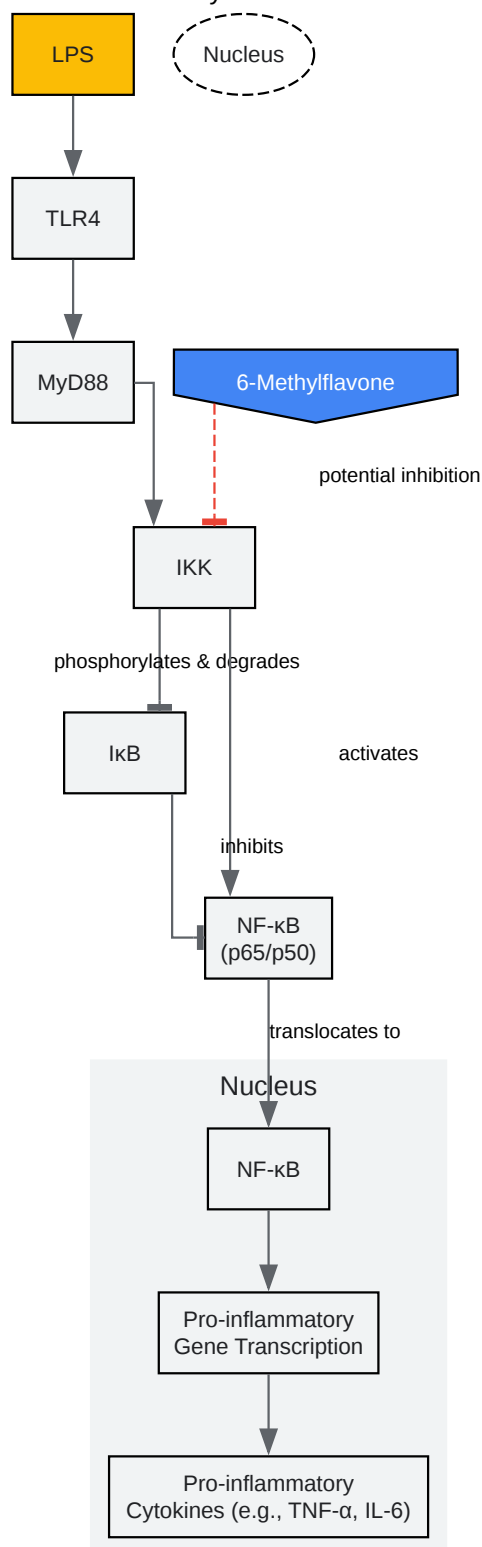 LPS
Nucleus
TLR4
MyD88
6-Methylflavone
potential inhibition
IKK
phosphorylates & degrades
IκB
activates
inhibits
NF-κB
(p65/p50)
translocates to
Nucleus
NF-κB
Pro-inflammatory
Gene Transcription
Pro-inflammatory
Cytokines (e.g., TNF-α, IL-6)